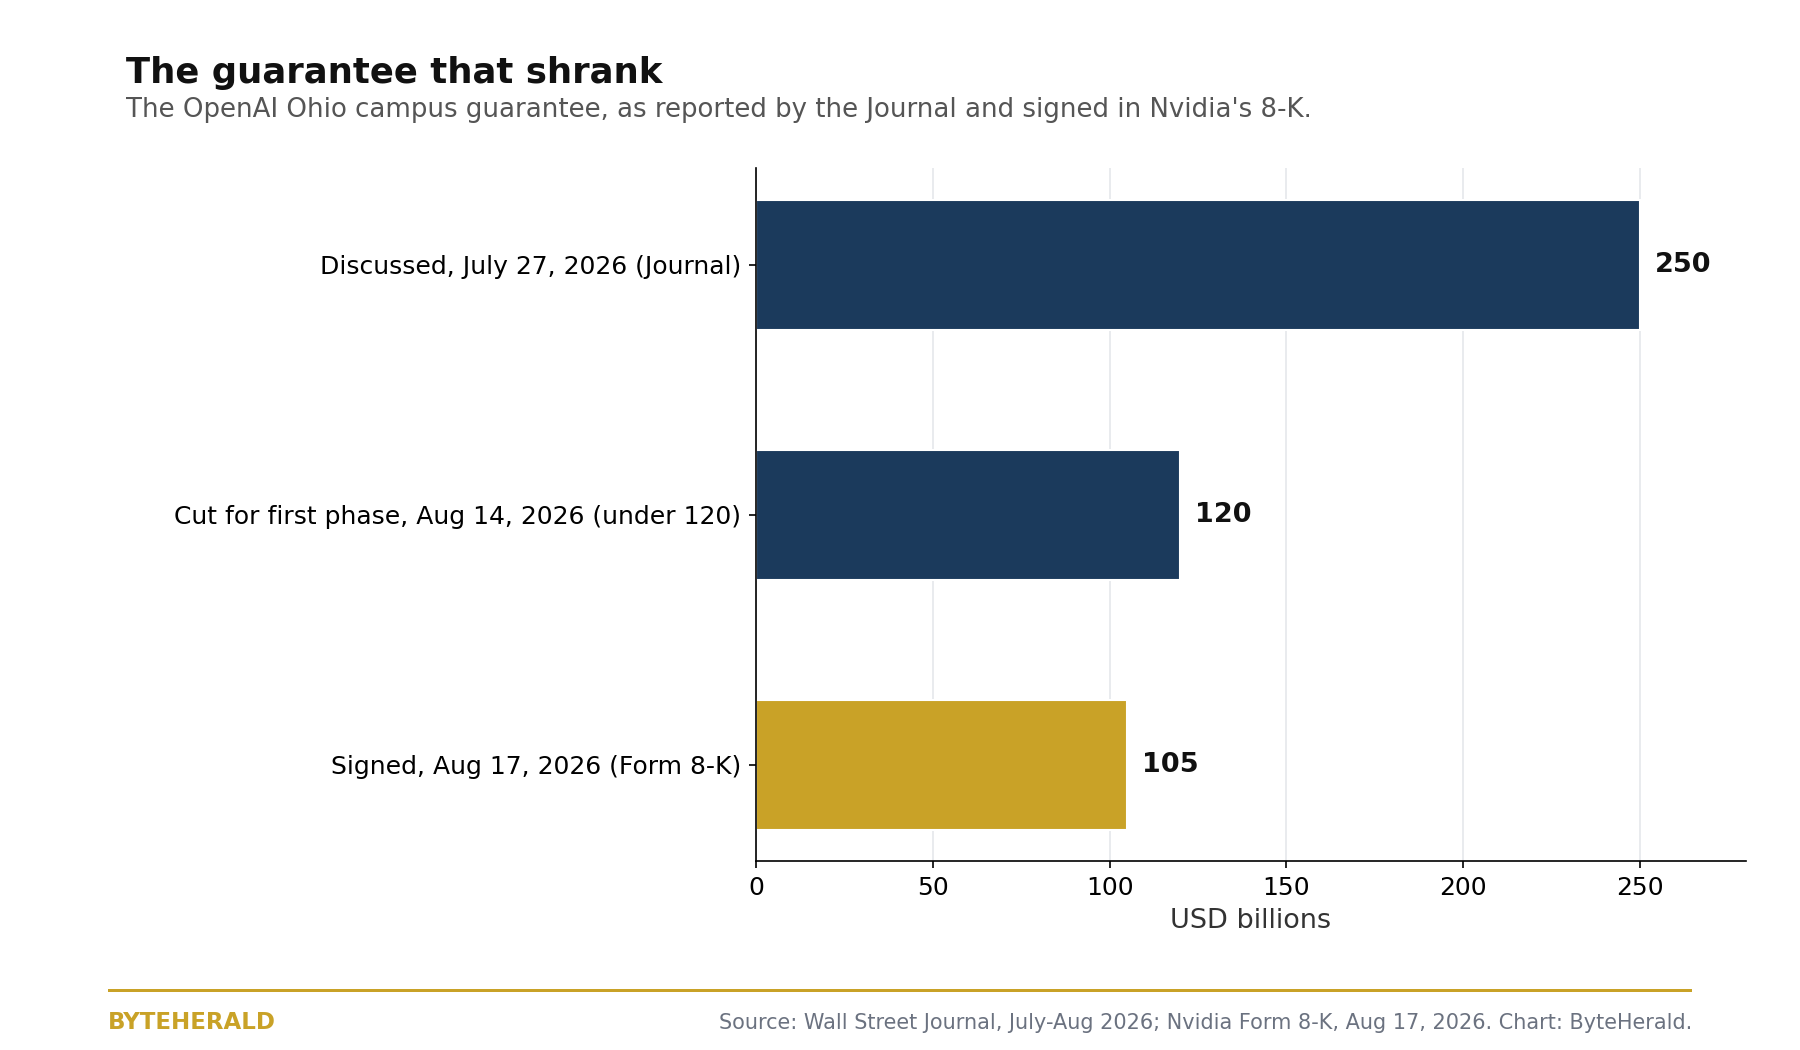 The guarantee that shrank
The OpenAI Ohio campus guarantee, as reported by the Journal and signed in Nvidia's 8-K.
Discussed, July 27, 2026 (Journal)
250
Cut for first phase, Aug 14, 2026 (under 120)
120
Signed, Aug 17, 2026 (Form 8-K)
105
0 50 100 150 200 250
USD billions
BYTEHERALD
Source: Wall Street Journal, July-Aug 2026; Nvidia Form 8-K, Aug 17, 2026. Chart: ByteHerald.